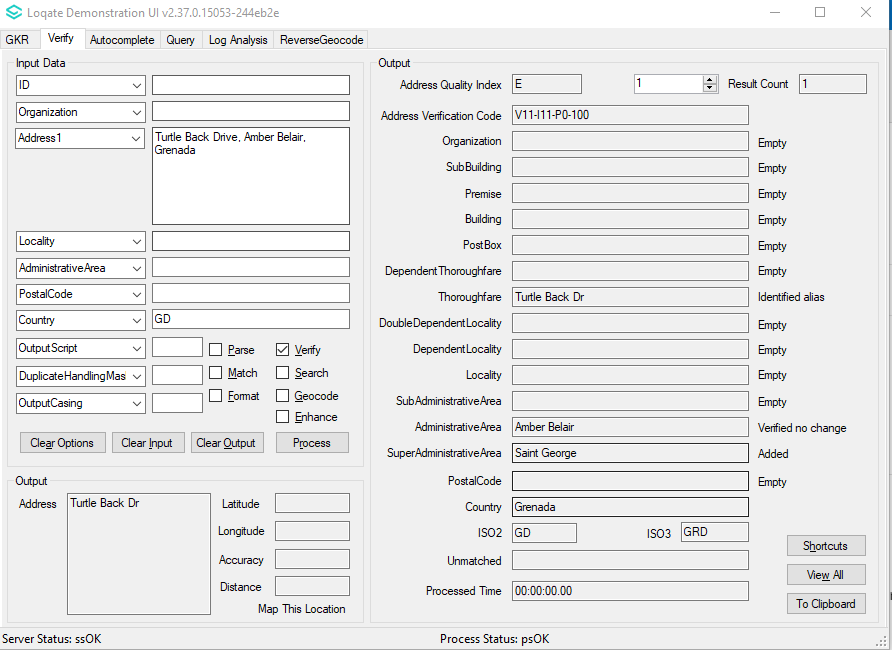 Loqate Demonstration UI v2.37.0.15053-244eb2e
GKR Verify Autocomplete Query Log Analysis ReverseGeocode
Input Data
ID
Organization
Address1 Turtle Back Drive, Amber Belair,
Grenada
Locality
AdministrativeArea
PostalCode
Country GD
OutputScript Parse Verify
DuplicateHandlingMas Match Search
OutputCasing Format Geocode
Enhance
Clear Options Clear Input Clear Output Process
Output
Address Turtle Back Dr Latitude
Longitude
Accuracy
Distance
Map This Location
Output
Address Quality Index E 1 Result Count 1
Address Verification Code V11-I11-P0-100
Organization Empty
SubBuilding Empty
Premise Empty
Building Empty
PostBox Empty
DependentThoroughfare Empty
Thoroughfare Turtle Back Dr Identified alias
DoubleDependentLocality Empty
DependentLocality Empty
Locality Empty
SubAdministrativeArea Empty
AdministrativeArea Amber Belair Verified no change
SuperAdministrativeArea Saint George Added
PostalCode Empty
Country Grenada
ISO2 GD ISO3 GRD
Unmatched
Processed Time 00:00:00.00
Shortcuts
View All
To Clipboard
Server Status: ssOK Process Status: psOK